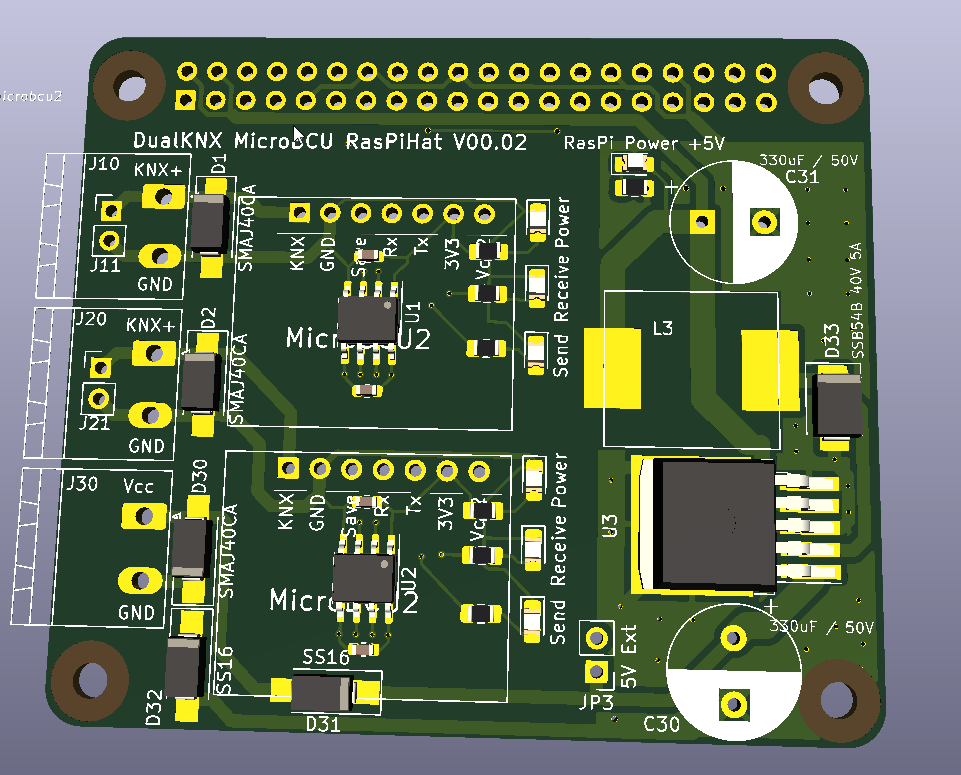 microbcu2
DualKNX MicroBCU RasPiHat V00.02
RasPi Power +5V
330uF / 50V
C31
+
J10
KNX+
J11
GND
D1
SMAJ40CA
KNX
GND
Save
Rx
Tx
3V3
Vcc?
U1
Receive Power
Send
L3
D33
SSB54B 40V 5A
J20
KNX+
J21
GND
D2
SMAJ40CA
J30
Vcc
GND
D30
SMAJ40CA
KNX
GND
Save
Rx
Tx
3V3
Vcc?
U2
Receive Power
Send
U3
+
330uF / 50V
C30
5V Ext
JP3
SS16
D31
SS16
D32